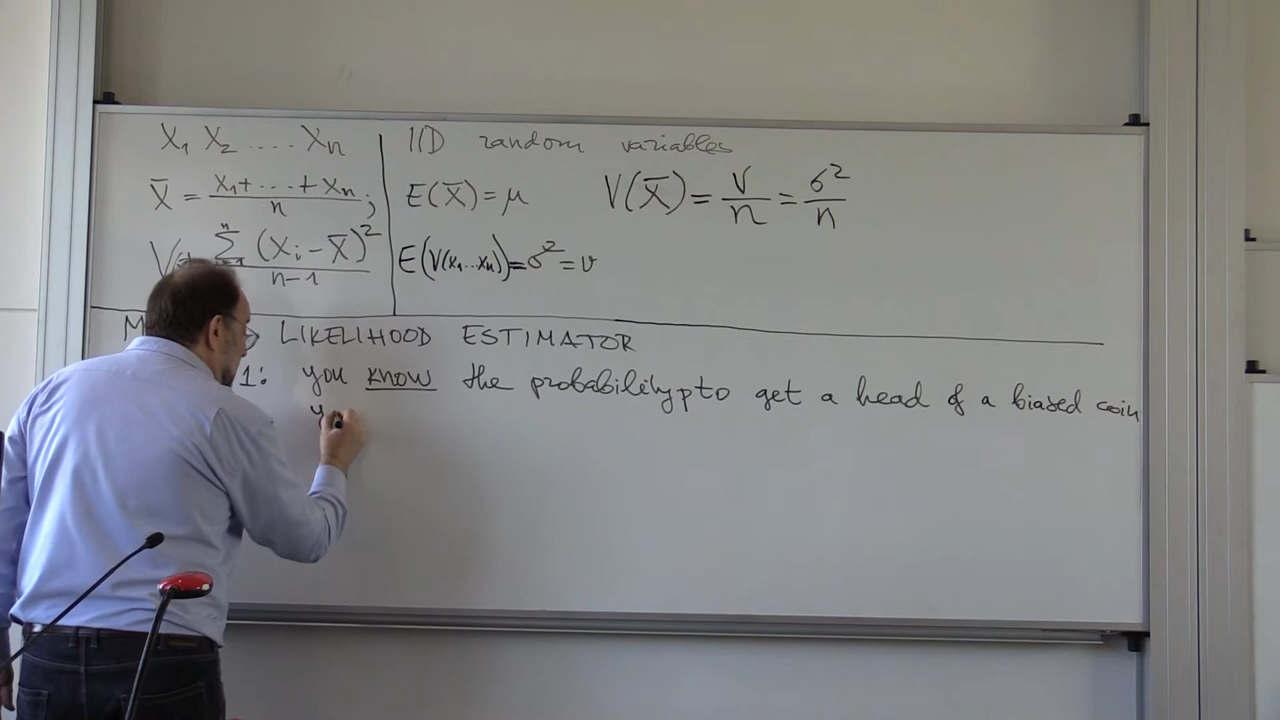 X₁ X₂ .... Xₙ | IID random variables
X̄ = (X₁+...+Xₙ)/n ; | E(X̄) = μ V(X̄) = v/n = σ²/n
V = Σ (Xᵢ - X̄)² / (n-1) | E(V(X₁...Xₙ)) = σ² = v
LIKELIHOOD ESTIMATOR
1: you know the probability p to get a head of a biased coin
y